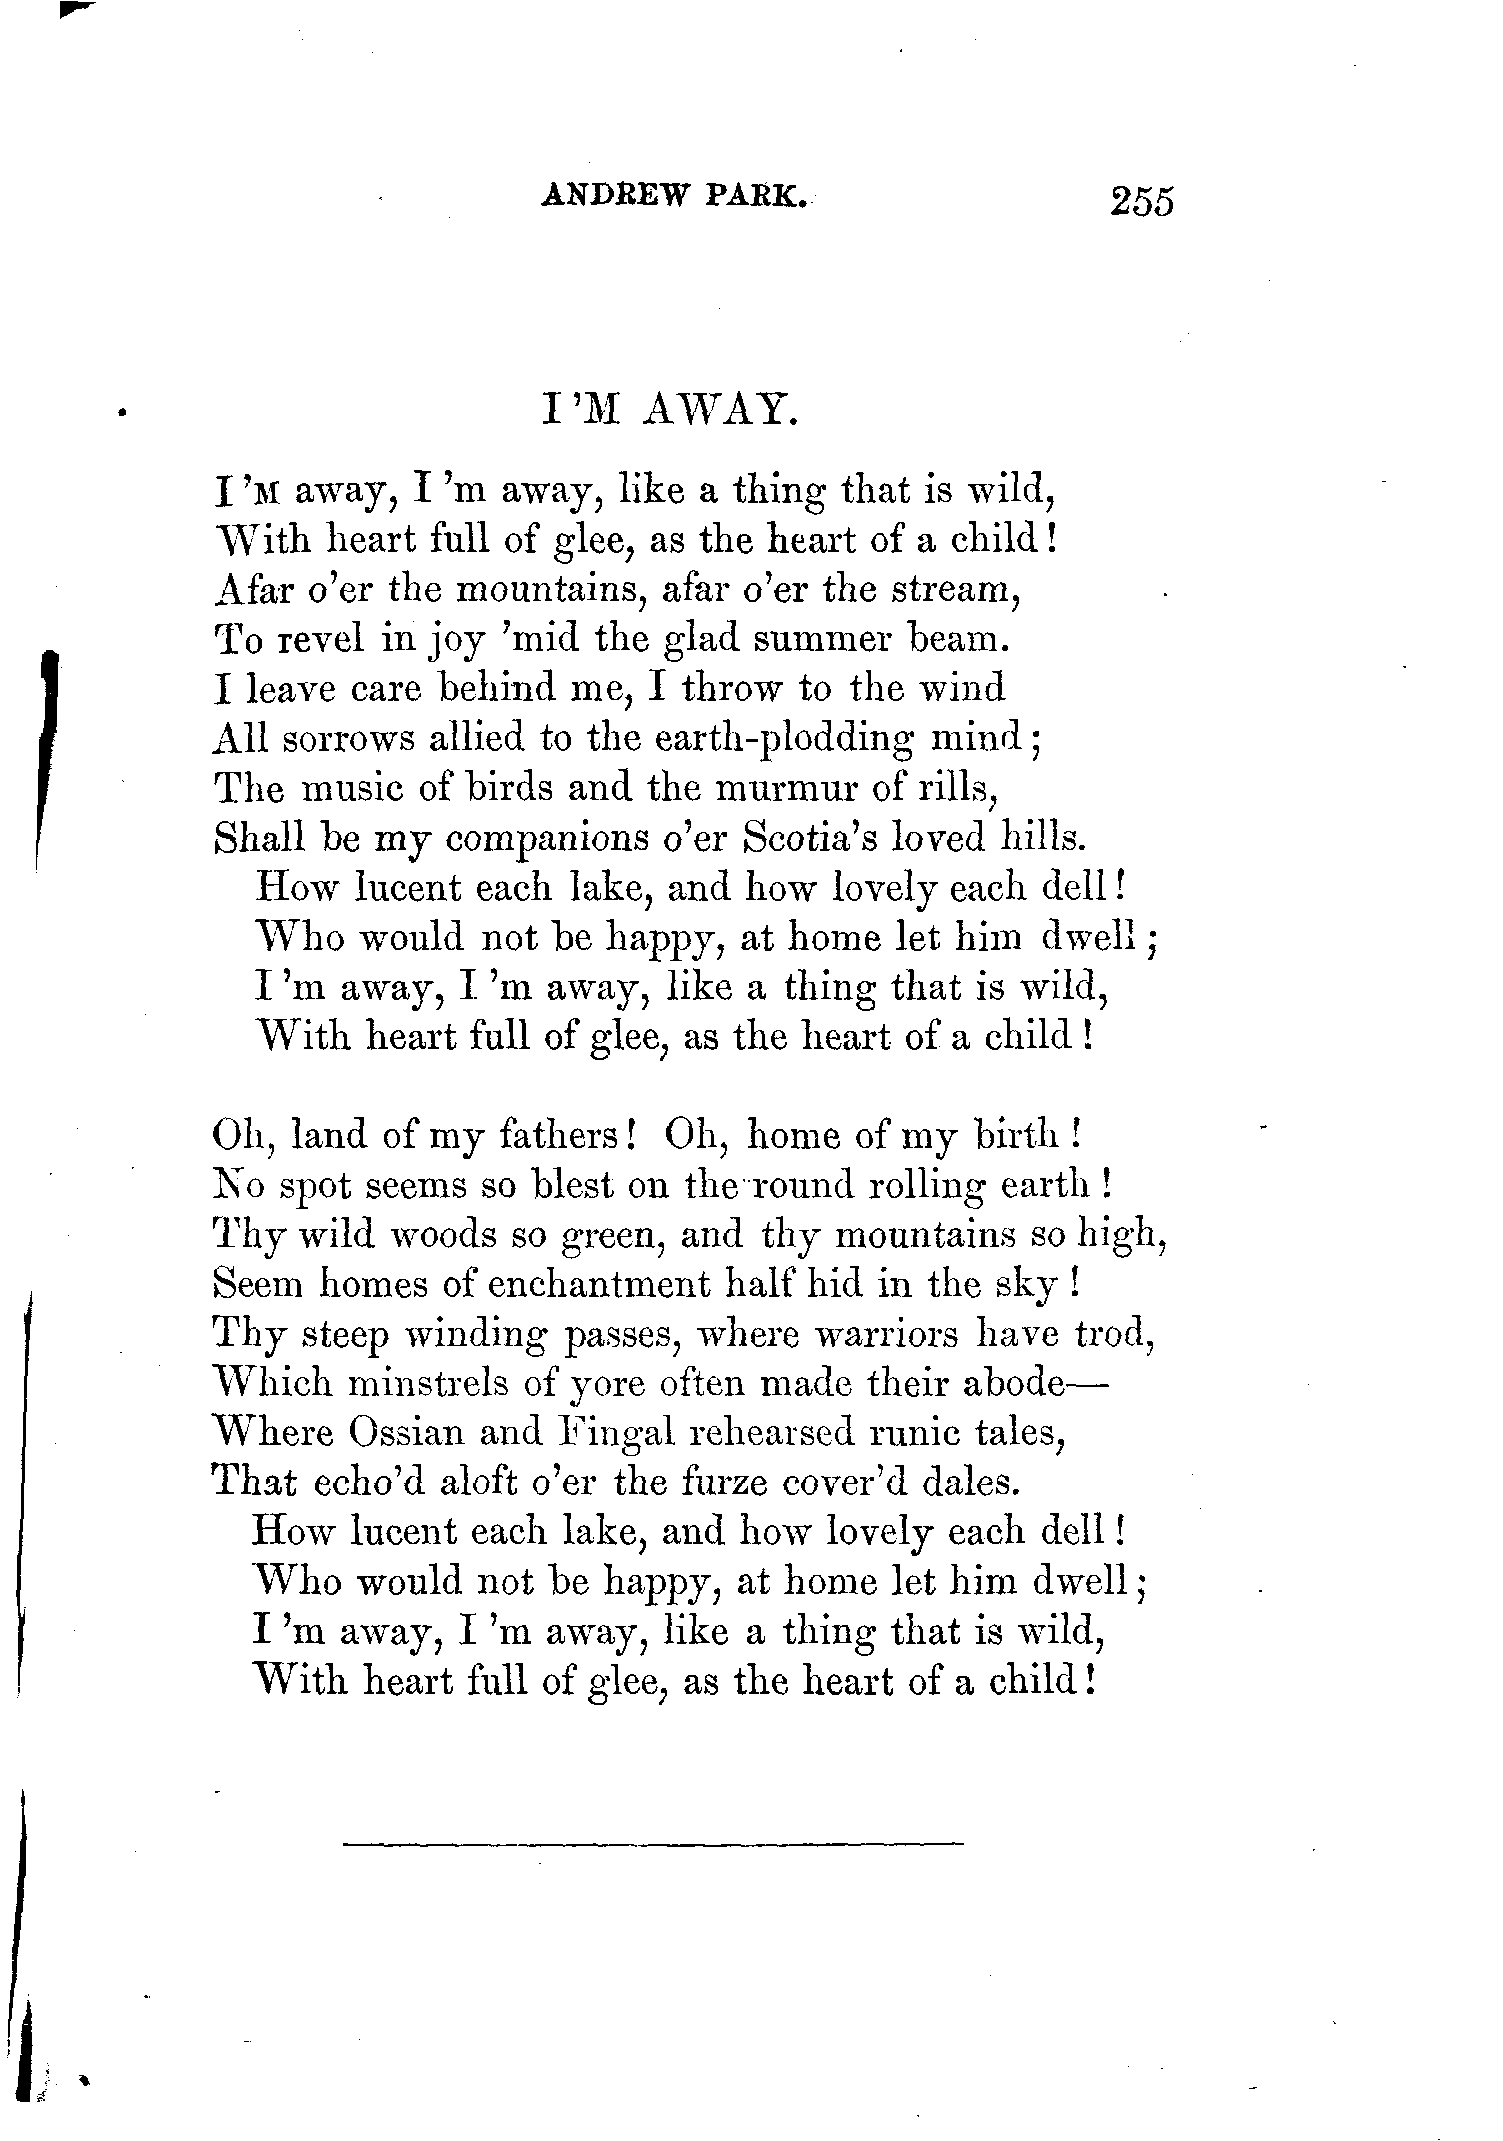 ANDREW PARK. 255
I'M AWAY.
I'M away, I'm away, like a thing that is wild,
With heart full of glee, as the heart of a child!
Afar o'er the mountains, afar o'er the stream,
To revel in joy 'mid the glad summer beam.
I leave care behind me, I throw to the wind
All sorrows allied to the earth-plodding mind;
The music of birds and the murmur of rills,
Shall be my companions o'er Scotia's loved hills.
How lucent each lake, and how lovely each dell!
Who would not be happy, at home let him dwell;
I'm away, I'm away, like a thing that is wild,
With heart full of glee, as the heart of a child!
Oh, land of my fathers! Oh, home of my birth!
No spot seems so blest on the round rolling earth!
Thy wild woods so green, and thy mountains so high,
Seem homes of enchantment half hid in the sky!
Thy steep winding passes, where warriors have trod,
Which minstrels of yore often made their abode—
Where Ossian and Fingal rehearsed runic tales,
That echo'd aloft o'er the furze cover'd dales.
How lucent each lake, and how lovely each dell!
Who would not be happy, at home let him dwell;
I'm away, I'm away, like a thing that is wild,
With heart full of glee, as the heart of a child!